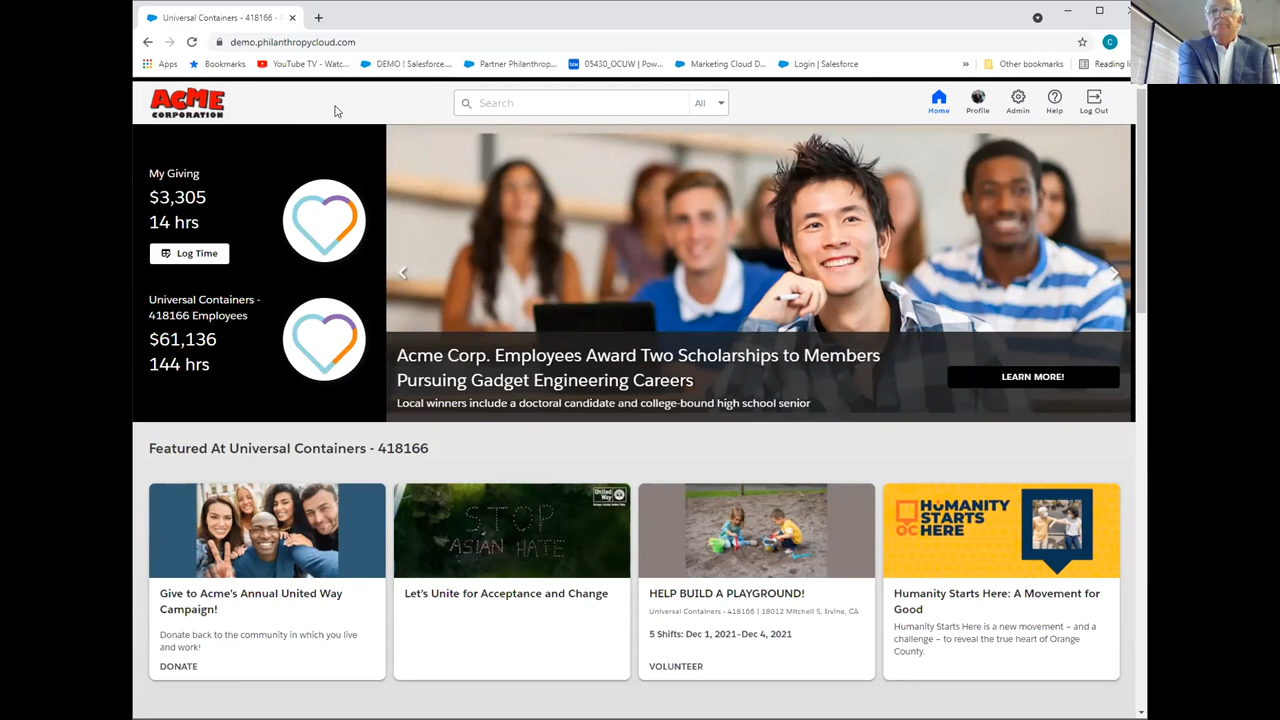 Universal Containers - 418166 -
demo.philanthropycloud.com
Apps
Bookmarks
YouTube TV - Watc...
DEMO ! Salesforce....
Partner Philanthrop...
05430_OCUW | Pow...
Marketing Cloud D...
Login | Salesforce
»
Other bookmarks
Reading
C
box
ACME
CORPORATION
Search
All
Home
Profile
Admin
Help
Log Out
My Giving
$3,305
14 hrs
Log Time
Universal Containers -
418166 Employees
$61,136
144 hrs
Acme Corp. Employees Award Two Scholarships to Members
Pursuing Gadget Engineering Careers
Local winners include a doctoral candidate and college-bound high school senior
LEARN MORE!
Featured At Universal Containers - 418166
Give to Acme's Annual United Way
Campaign!
Donate back to the community in which you live
and work!
DONATE
United
Way
STOP
ASIAN HATE
Let's Unite for Acceptance and Change
HELP BUILD A PLAYGROUND!
Universal Containers - 418166 | 18012 Mitchell S, Irvine, CA
5 Shifts: Dec 1, 2021–Dec 4, 2021
VOLUNTEER
HUMANITY
STARTS
HERE
OC
Humanity Starts Here: A Movement for
Good
Humanity Starts Here is a new movement – and a
challenge – to reveal the true heart of Orange
County.